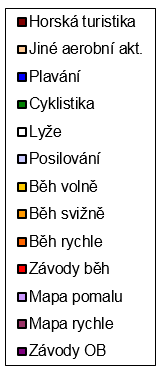 Horská turistika
Jiné aerobní akt.
Plavání
Cyklistika
Lyže
Posilování
Běh volně
Běh svižně
Běh rychle
Závody běh
Mapa pomalu
Mapa rychle
Závody OB